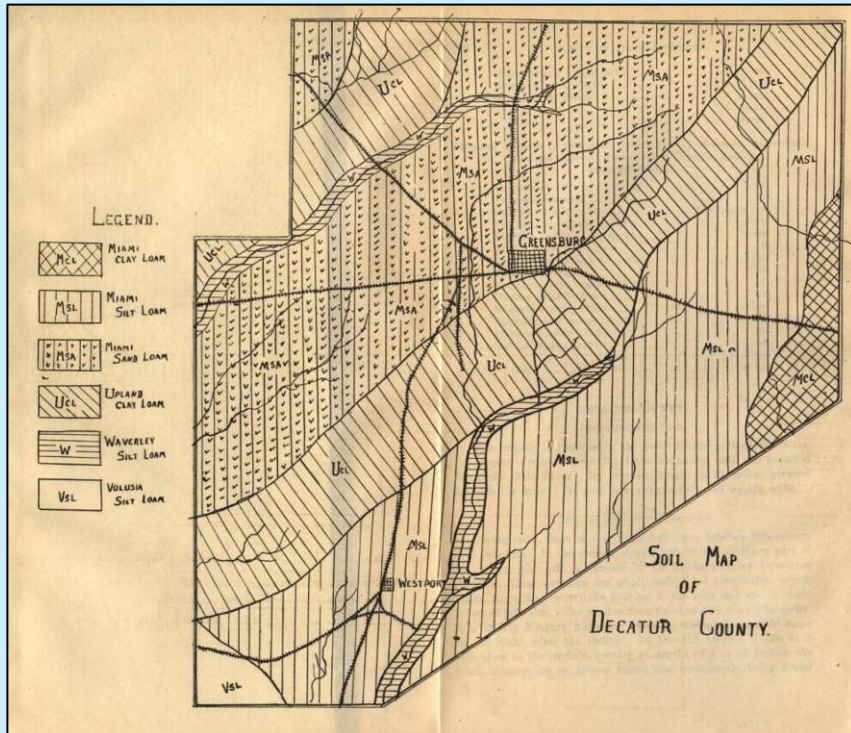 MSA
UCL
MSA
UCL
W
MSL
MSA
UCL
GREENSBURG
LEGEND.
MCL MIAMI
CLAY LOAM
MSL MIAMI
SILT LOAM
MSA MIAMI
SAND LOAM
UCL UPLAND
CLAY LOAM
W WAVERLEY
SILT LOAM
VSL VOLUSIA
SILT LOAM
UCL
W
MSA
MSA
MSL
MCL
UCL
W
W
UCL
MSL
MSL
WESTPORT
W
W
VSL
SOIL MAP
OF
DECATUR COUNTY.